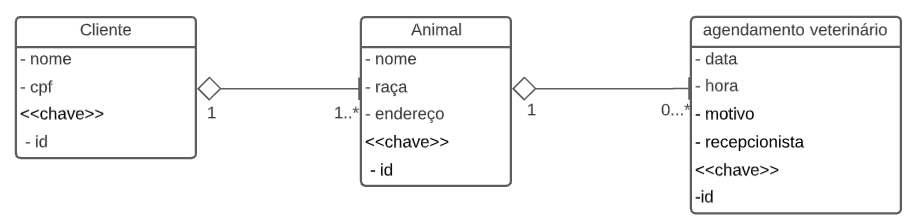 Cliente
- nome
- cpf
<<chave>>
- id
1
1..*
Animal
- nome
- raça
- endereço
<<chave>>
- id
1
0...*
agendamento veterinário
- data
- hora
- motivo
- recepcionista
<<chave>>
-id